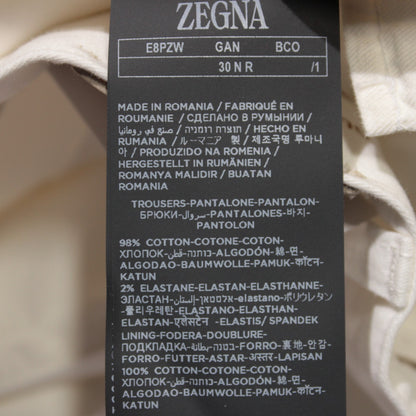 ZEGNA
E8PZW GAN BCO
30 N R /1
MADE IN ROMANIA / FABRIQUÉ EN
ROUMANIE / СДЕЛАНО В РУМЫНИИ /
صنع في رومانيا / תוצרת רומניה / HECHO EN
RUMANIA / ルーマニア 製 / 제조국명 루마니
아 / PRODUZIDO NA ROMÉNIA /
HERGESTELLT IN RUMÄNIEN /
ROMANYA MALIDIR / BUATAN
ROMANIA
TROUSERS-PANTALONE-PANTALON-
БРЮКИ-سروال-PANTALONES-바지-
PANTOLON
98% COTTON-COTONE-COTON-
ХЛОПОК-قطن-כותנה-ALGODÓN-綿-면-
ALGODAO-BAUMWOLLE-PAMUK-कॉटन-
KATUN
2% ELASTANE-ELASTAN-ELASTHANNE-
ЭЛАСТАН-إلستان-אלסטאן-elastano-ポリウレタン
-폴리우레탄-ELASTANO-ELASTHAN-
ELASTAN-एलेस्टेन -ELASTIS/ SPANDEK
LINING-FODERA-DOUBLURE-
ПОДКЛАДКА-بطانة-בטנה-FORRO-裏地-안감-
FORRO-FUTTER-ASTAR-अस्तर-LAPISAN
100% COTTON-COTONE-COTON-
ХЛОПОК-قطن-כותנה-ALGODÓN-綿-면-
ALGODAO-BAUMWOLLE-PAMUK-कॉटन-
KATUN